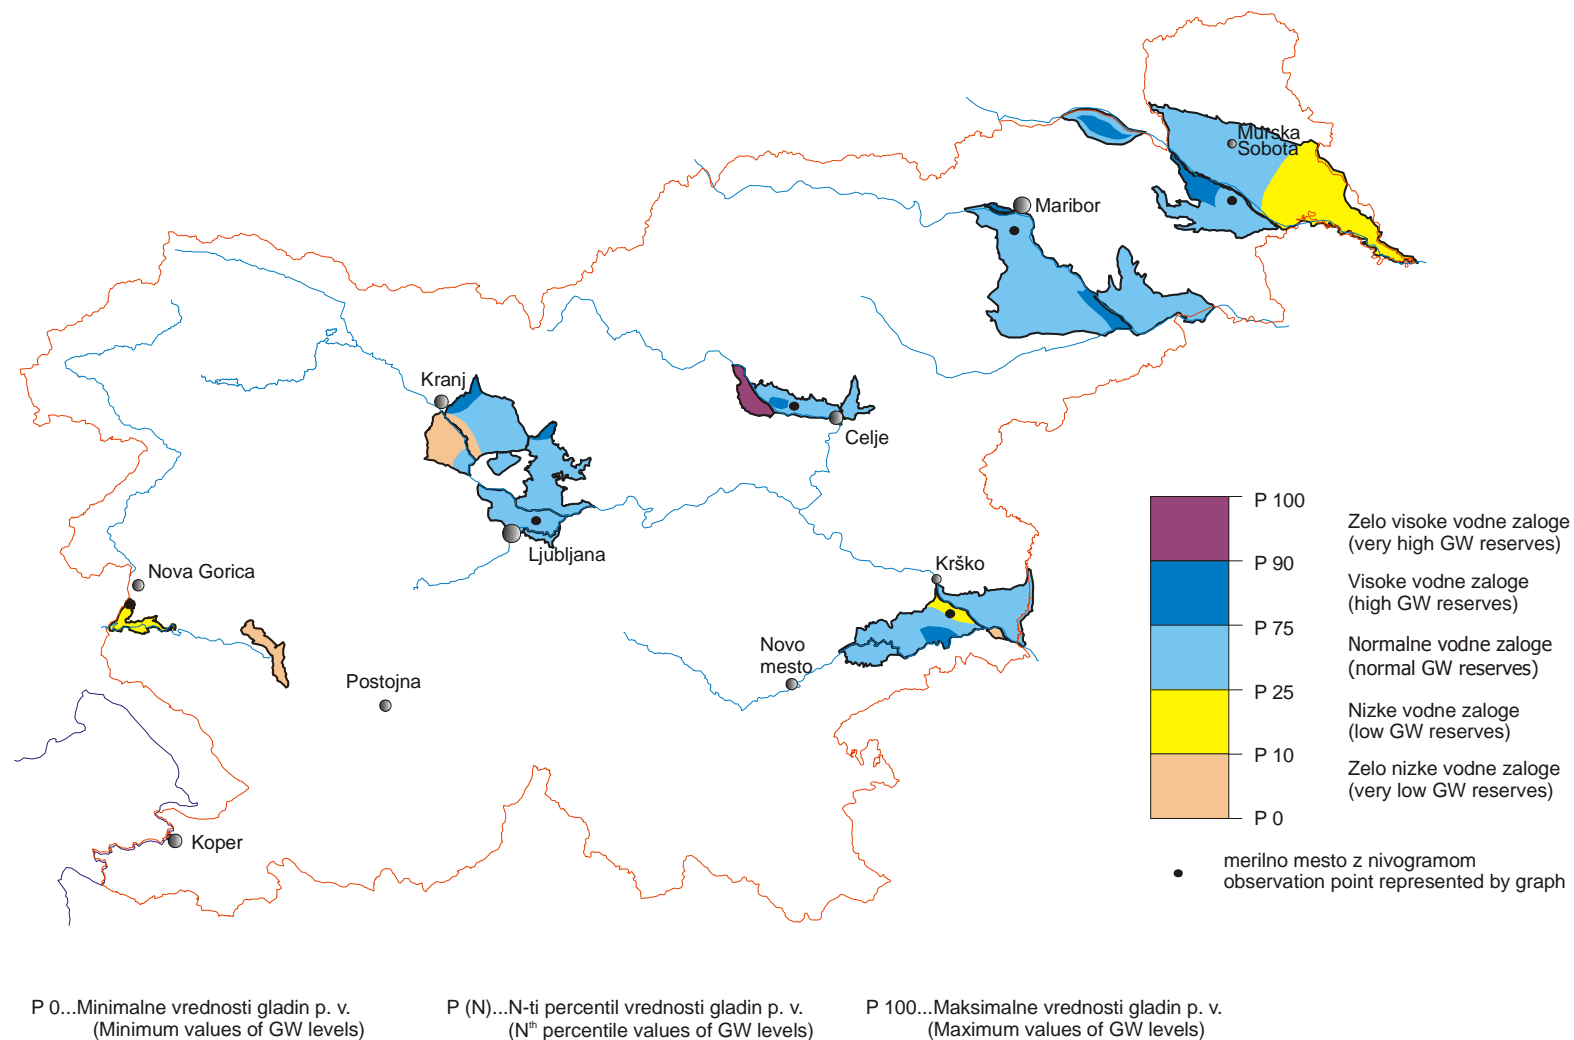 Murska
Sobota
Maribor
Kranj
Celje
Ljubljana
Nova Gorica
Krško
Novo
mesto
Postojna
Koper
P 100
Zelo visoke vodne zaloge
(very high GW reserves)
P 90
Visoke vodne zaloge
(high GW reserves)
P 75
Normalne vodne zaloge
(normal GW reserves)
P 25
Nizke vodne zaloge
(low GW reserves)
P 10
Zelo nizke vodne zaloge
(very low GW reserves)
P 0
merilno mesto z nivogramom
observation point represented by graph
P 0...Minimalne vrednosti gladin p. v.
(Minimum values of GW levels)
P (N)...N-ti percentil vrednosti gladin p. v.
(Nth percentile values of GW levels)
P 100...Maksimalne vrednosti gladin p. v.
(Maximum values of GW levels)